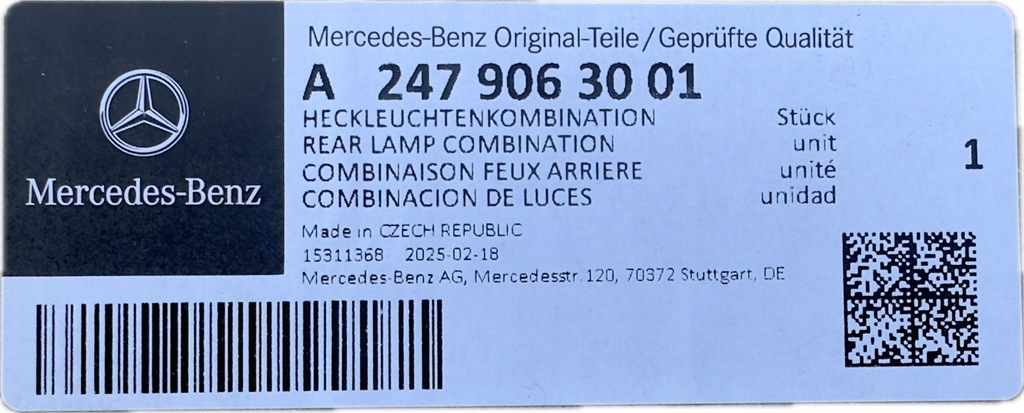 Mercedes-Benz
Mercedes-Benz Original-Teile/Geprüfte Qualität
A 247 906 30 01
HECKLEUCHTENKOMBINATION Stück
REAR LAMP COMBINATION unit
COMBINAISON FEUX ARRIERE unité
COMBINACION DE LUCES unidad
1
Made in CZECH REPUBLIC
15311368 2025-02-18
Mercedes-Benz AG, Mercedesstr.120, 70372 Stuttgart, DE